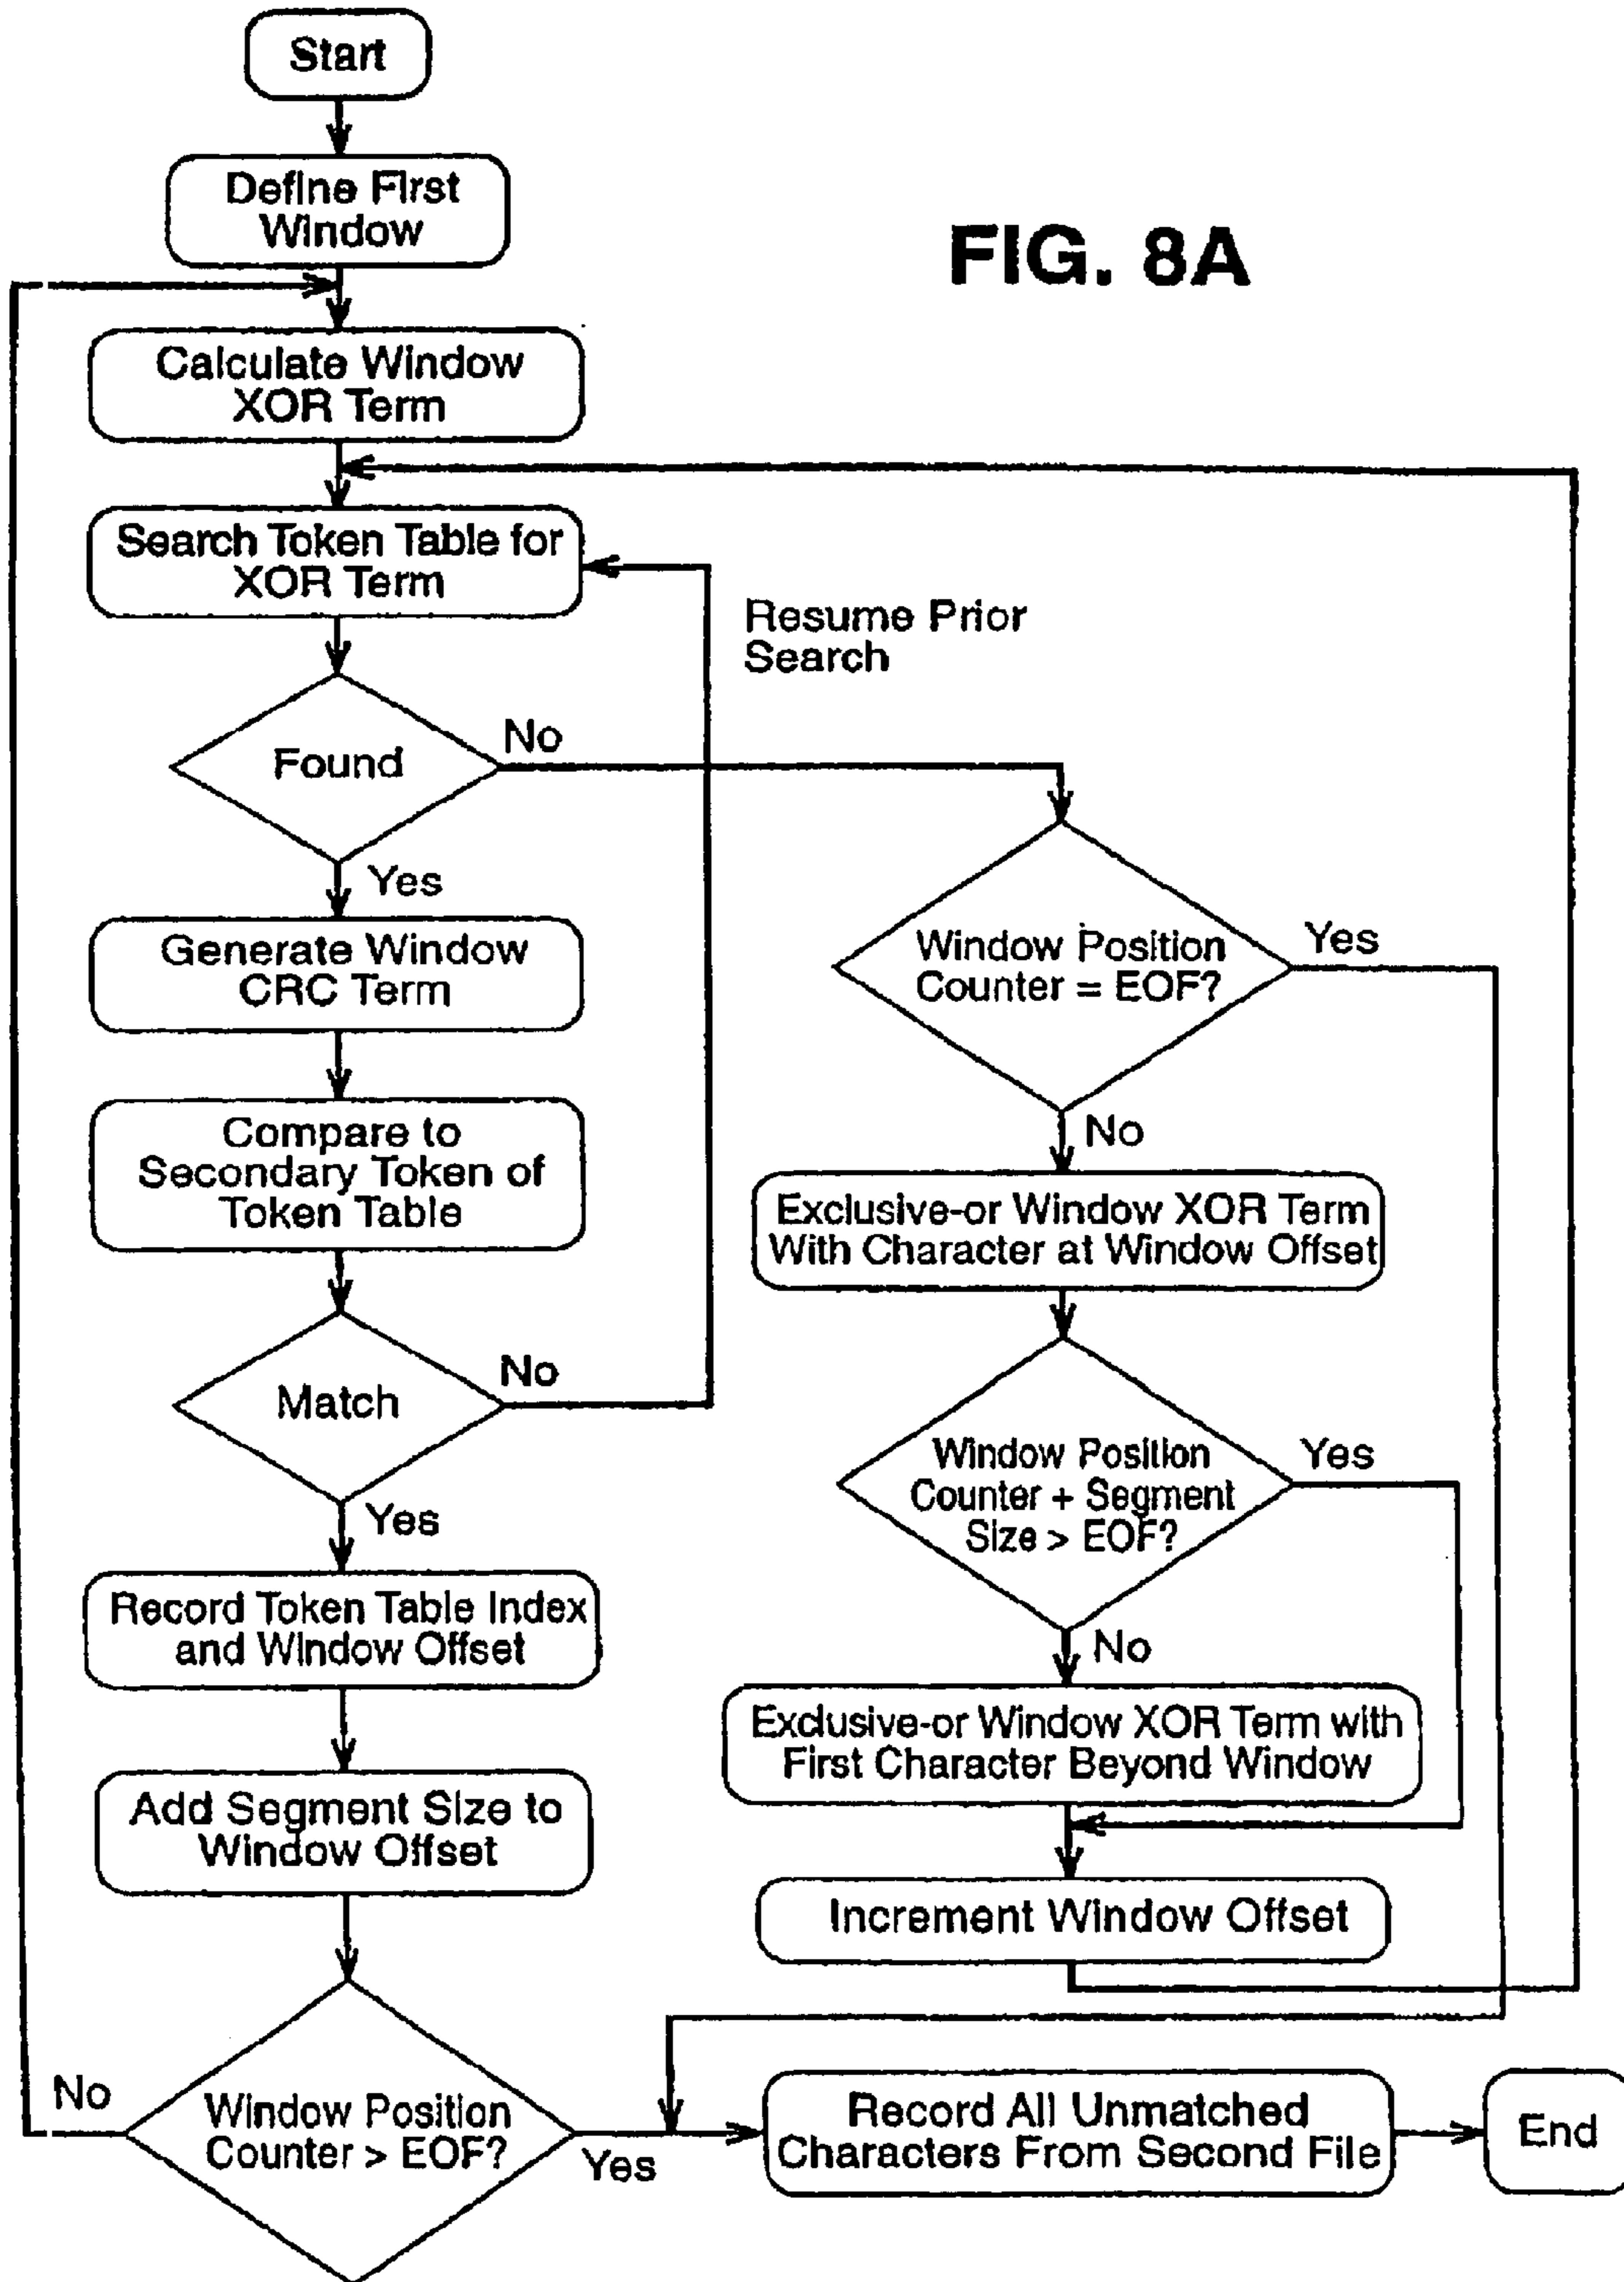 Start
Define First
Window
FIG. 8A
Calculate Window
XOR Term
Search Token Table for
XOR Term
Resume Prior
Search
Found
No
Yes
Generate Window
CRC Term
Window Position
Counter = EOF?
Yes
No
Compare to
Secondary Token of
Token Table
Exclusive-or Window XOR Term
With Character at Window Offset
Match
No
Yes
Window Position
Counter + Segment
Size > EOF?
Yes
No
Record Token Table Index
and Window Offset
Exclusive-or Window XOR Term with
First Character Beyond Window
Add Segment Size to
Window Offset
Increment Window Offset
No
Window Position
Counter > EOF?
Yes
Record All Unmatched
Characters From Second File
End